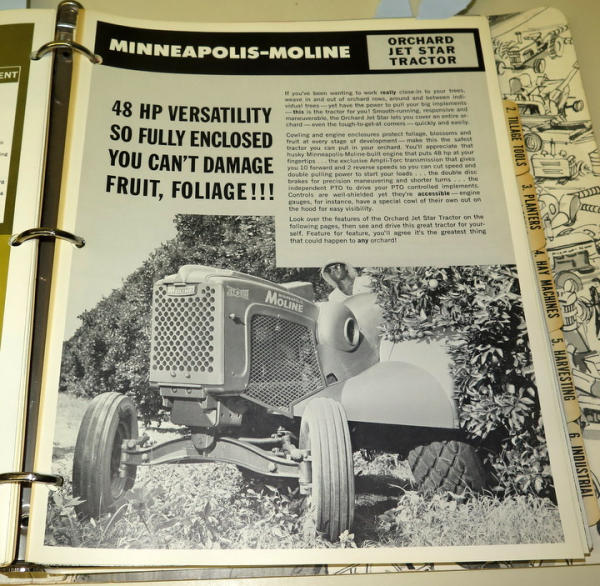 MENT
MINNEAPOLIS-MOLINE
ORCHARD
JET STAR
TRACTOR
48 HP VERSATILITY
SO FULLY ENCLOSED
YOU CAN'T DAMAGE
FRUIT, FOLIAGE!!!
If you've been wanting to work really close-in to your trees,
weave in and out of orchard rows, around and between indi-
vidual trees — yet have the power to pull your big implements
— this is the tractor for you! Smooth-running, responsive and
maneuverable, the Orchard Jet Star lets you cover an entire or-
chard — even the tough-to-get-at corners — quickly and easily.
Cowling and engine enclosures protect foliage, blossoms and
fruit at every stage of development — make this the safest
tractor you can put in your orchard. You'll appreciate that
husky Minneapolis-Moline-built engine that puts 48 hp at your
fingertips . . . the exclusive Ampli-Torc transmission that gives
you 10 forward and 2 reverse speeds so you can cut speed and
double pulling power to start your loads . . . the double disc
brakes for precision maneuvering and shorter turns . . . the
independent PTO to drive your PTO controlled implements.
Controls are well-shielded yet they're accessible — engine
gauges, for instance, have a special cowl of their own out on
the hood for easy visibility.
Look over the features of the Orchard Jet Star Tractor on the
following pages, then see and drive this great tractor for your-
self. Feature for feature, you'll agree it's the greatest thing
that could happen to any orchard!
MOLINE
2. TILLAGE TOOLS
3. PLANTERS
4. HAY MACHINES
5. HARVESTING
6. INDUSTRIAL